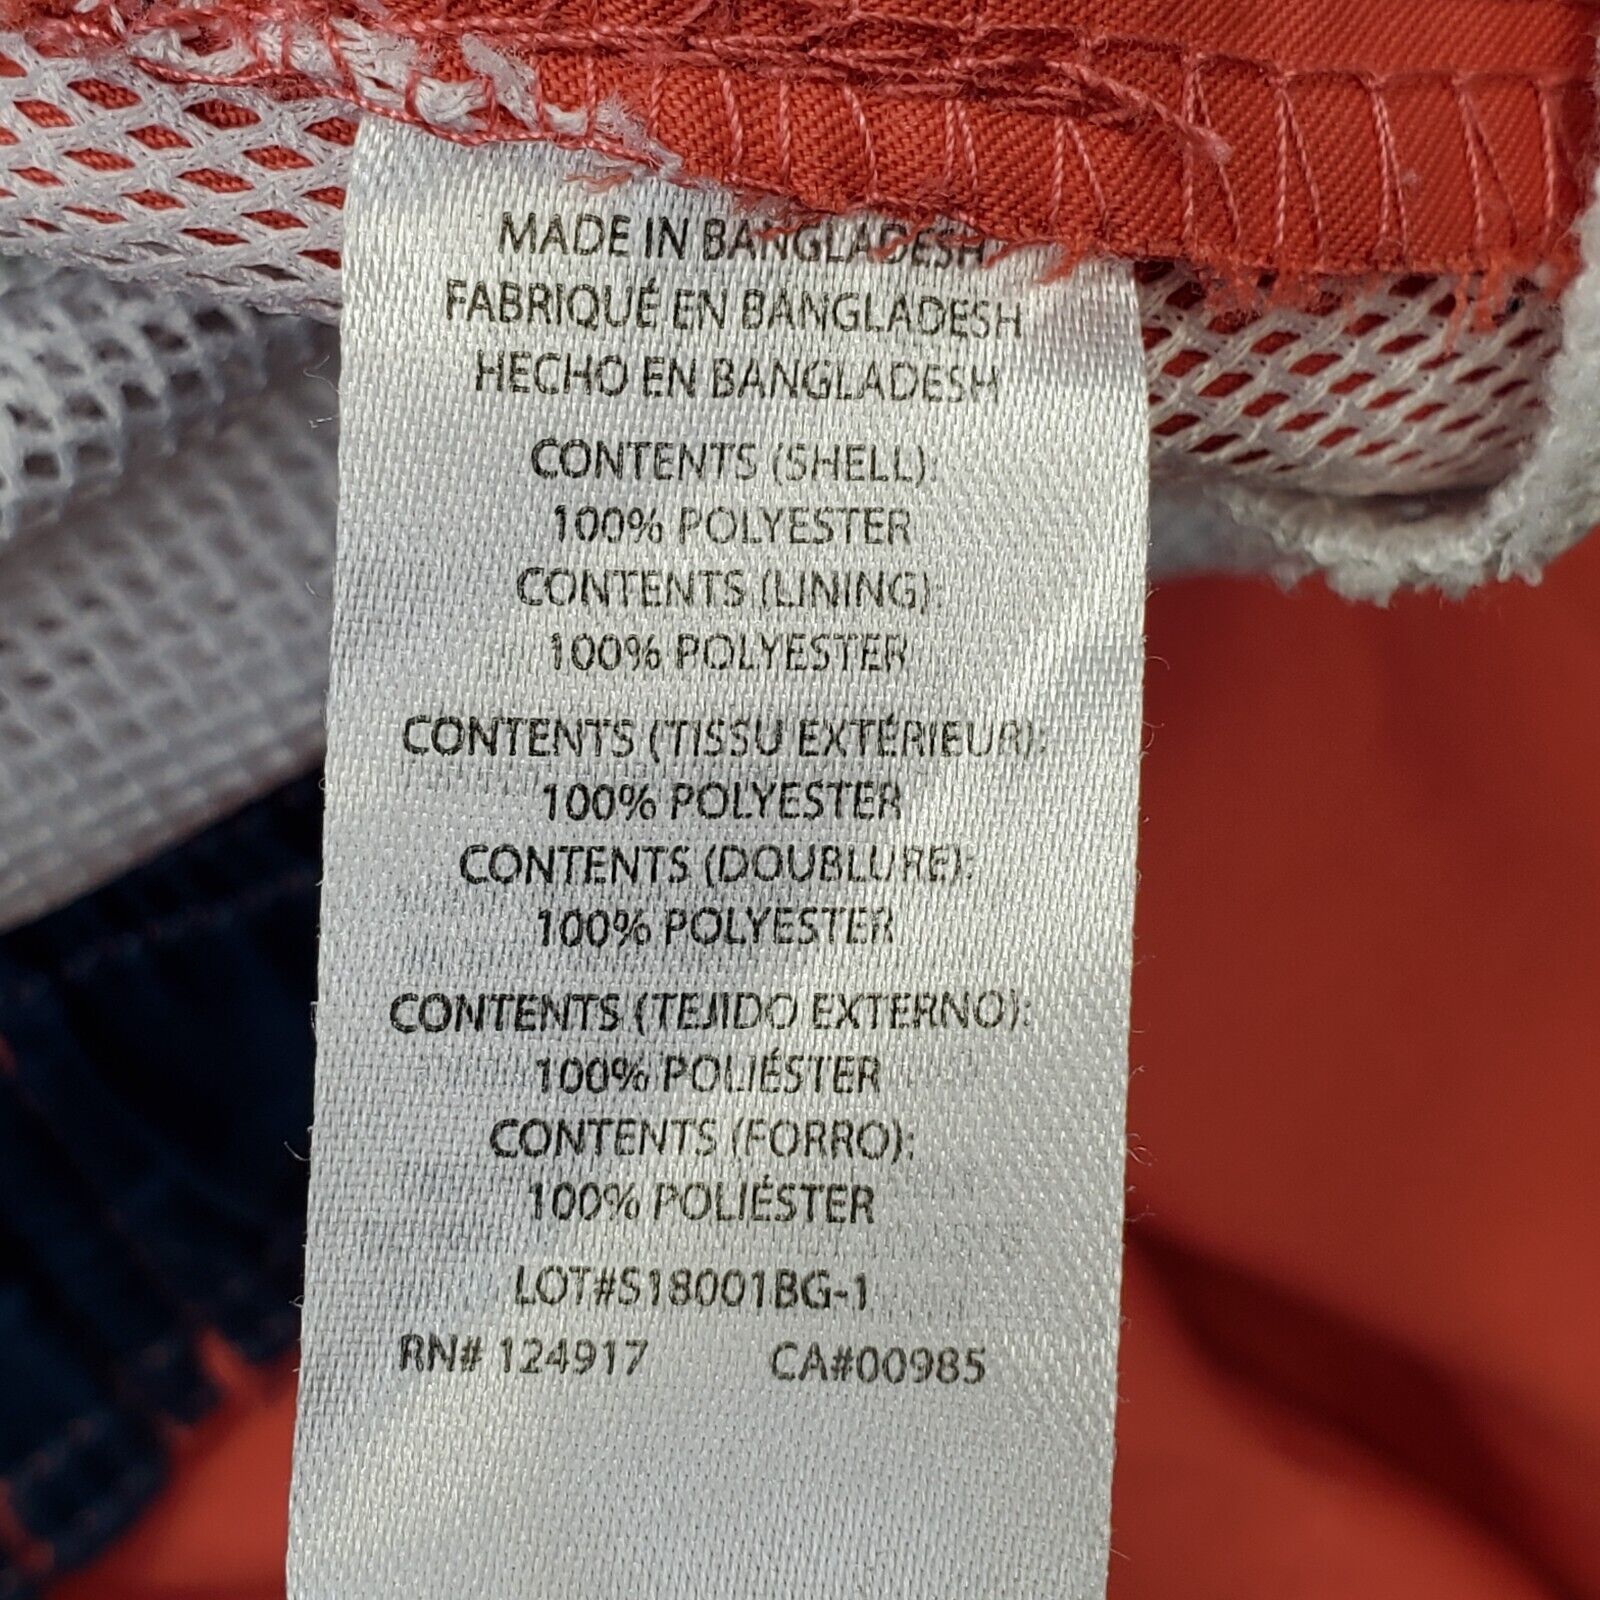 MADE IN BANGLADESH
FABRIQUÉ EN BANGLADESH
HECHO EN BANGLADESH
CONTENTS (SHELL):
100% POLYESTER
CONTENTS (LINING):
100% POLYESTER
CONTENTS (TISSU EXTÉRIEUR):
100% POLYESTER
CONTENTS (DOUBLURE):
100% POLYESTER
CONTENTS (TEJIDO EXTERNO):
100% POLIÉSTER
CONTENTS (FORRO):
100% POLIÉSTER
LOT#S18001BG-1
RN# 124917 CA#00985